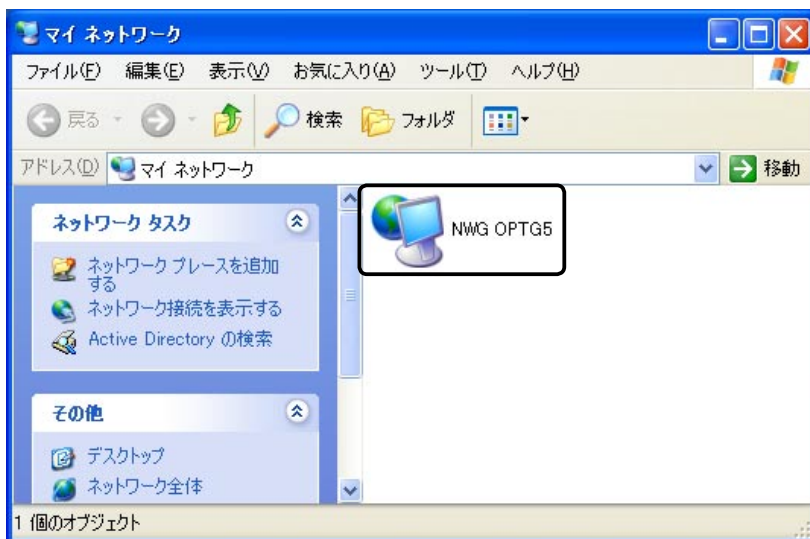 マイ ネットワーク
ファイル(F) 編集(E) 表示(V) お気に入り(A) ツール(T) ヘルプ(H)
戻る 検索 フォルダ
アドレス(D) マイ ネットワーク 移動
ネットワーク タスク
ネットワーク プレースを追加
する
ネットワーク接続を表示する
Active Directory の検索
その他
デスクトップ
ネットワーク全体
NWG OPTG5
1 個のオブジェクト